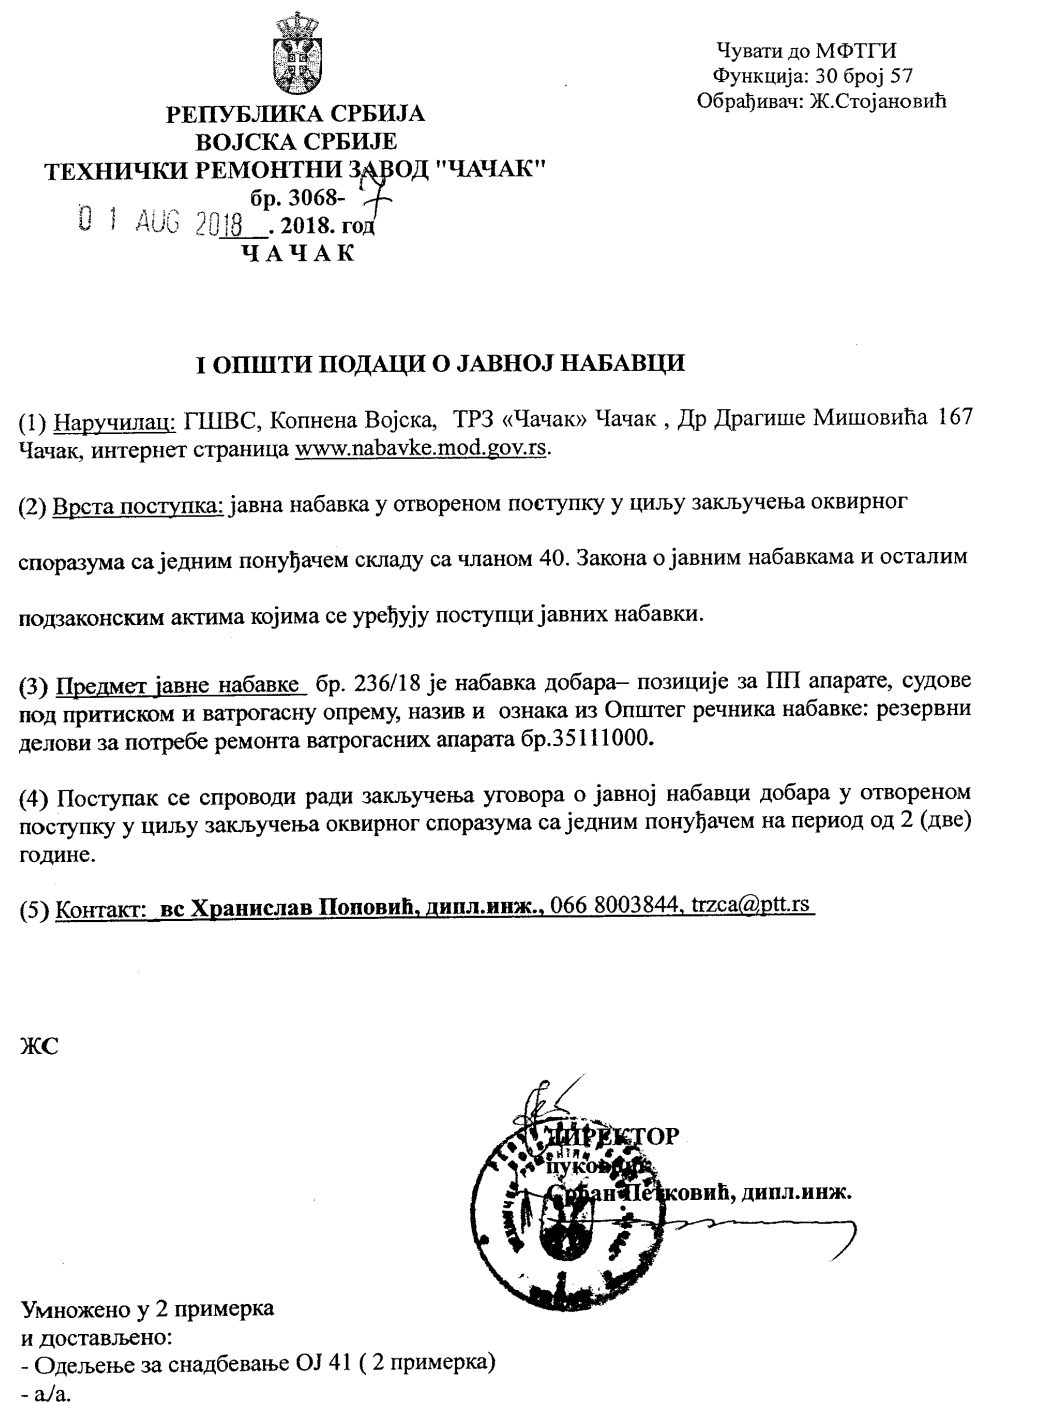 Чувати до МФТГИ
Функција: 30 број 57
Обрађивач: Ж.Стојановић
РЕПУБЛИКА СРБИЈА
ВОЈСКА СРБИЈЕ
ТЕХНИЧКИ РЕМОНТНИ ЗАВОД "ЧАЧАК"
бр. 3068-7
01 AUG 2018 . 2018. год
Ч А Ч А К
I ОПШТИ ПОДАЦИ О ЈАВНОЈ НАБАВЦИ
(1) Наручилац: ГШВС, Копнена Војска, ТРЗ «Чачак» Чачак , Др Драгише Мишовића 167
Чачак, интернет страница www.nabavke.mod.gov.rs.
(2) Врста поступка: јавна набавка у отвореном поступку у циљу закључења оквирног
споразума са једним понуђачем складу са чланом 40. Закона о јавним набавкама и осталим
подзаконским актима којима се уређују поступци јавних набавки.
(3) Предмет јавне набавке бр. 236/18 је набавка добара– позиције за ПП апарате, судове
под притиском и ватрогасну опрему, назив и ознака из Општег речника набавке: резервни
делови за потребе ремонта ватрогасних апарата бр.35111000.
(4) Поступак се спроводи ради закључења уговора о јавној набавци добара у отвореном
поступку у циљу закључења оквирног споразума са једним понуђачем на период од 2 (две)
године.
(5) Контакт: вс Хранислав Поповић, дипл.инж., 066 8003844, trzca@ptt.rs
ЖС
ДИРЕКТОР
пуковник
Срђан Петковић, дипл.инж.
Умножено у 2 примерка
и достављено:
- Одељење за снадбевање ОЈ 41 ( 2 примерка)
- а/а.